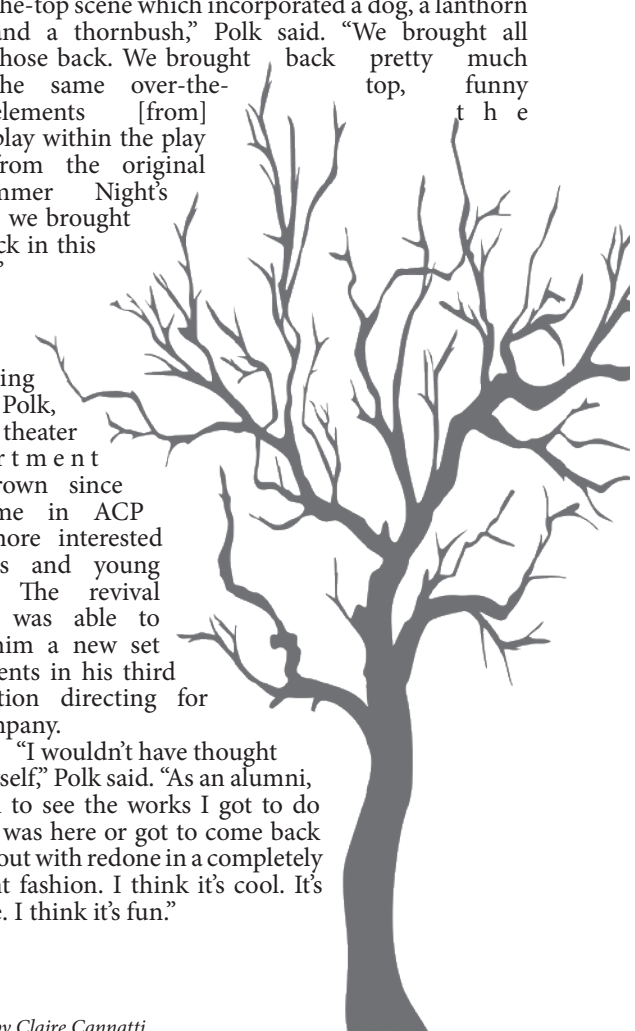 he-top scene which incorporated a dog, a lanthorn
and a thornbush,” Polk said. “We brought all
hose back. We brought back pretty much
he same over-the- top, funny
elements [from] t h e
play within the play
from the original
mmer Night’s
we brought
ck in this
”
ing
Polk,
theater
r t m e n t
rown since
me in ACP
more interested
s and young
The revival
was able to
him a new set
ents in his third
tion directing for
mpany.
“I wouldn’t have thought
self,” Polk said. “As an alumni,
to see the works I got to do
was here or got to come back
out with redone in a completely
nt fashion. I think it’s cool. It’s
e. I think it’s fun.”
by Claire Cannatti